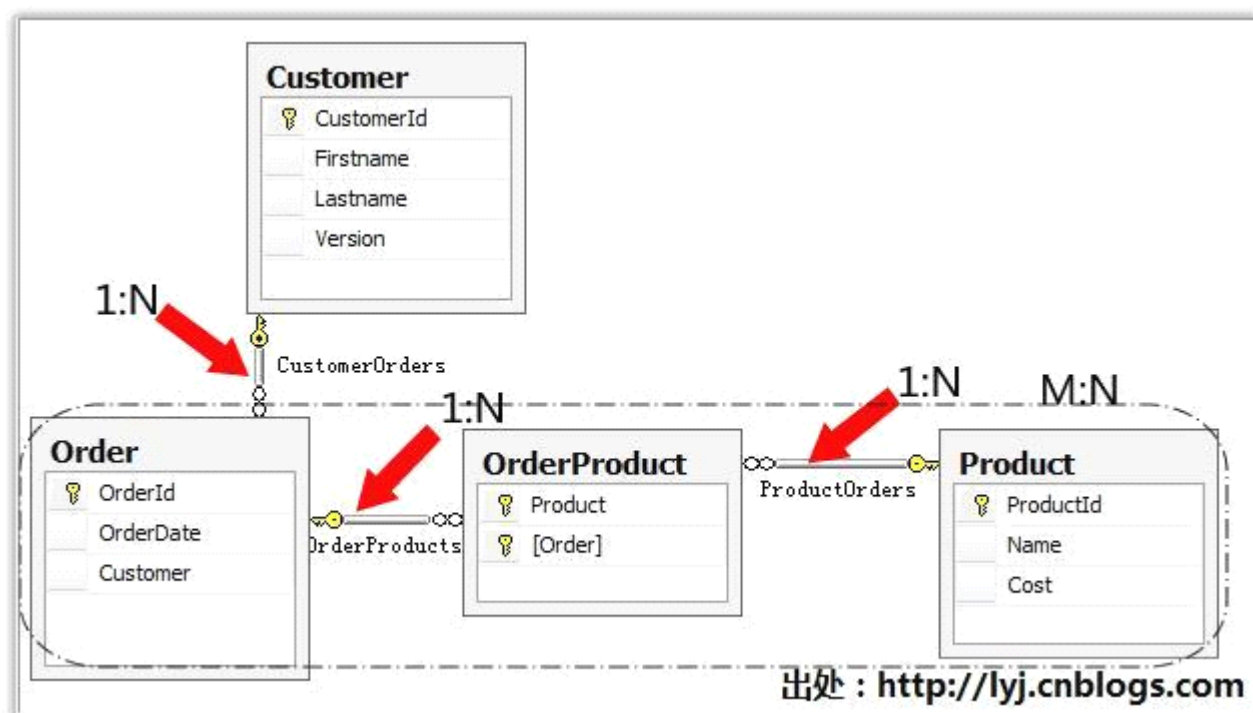 Customer
CustomerId
Firstname
Lastname
Version
1:N
CustomerOrders
1:N
1:N
M:N
Order
OrderId
OrderDate
Customer
OrderProducts
OrderProduct
Product
[Order]
ProductOrders
Product
ProductId
Name
Cost
出处：http://lyj.cnblogs.com